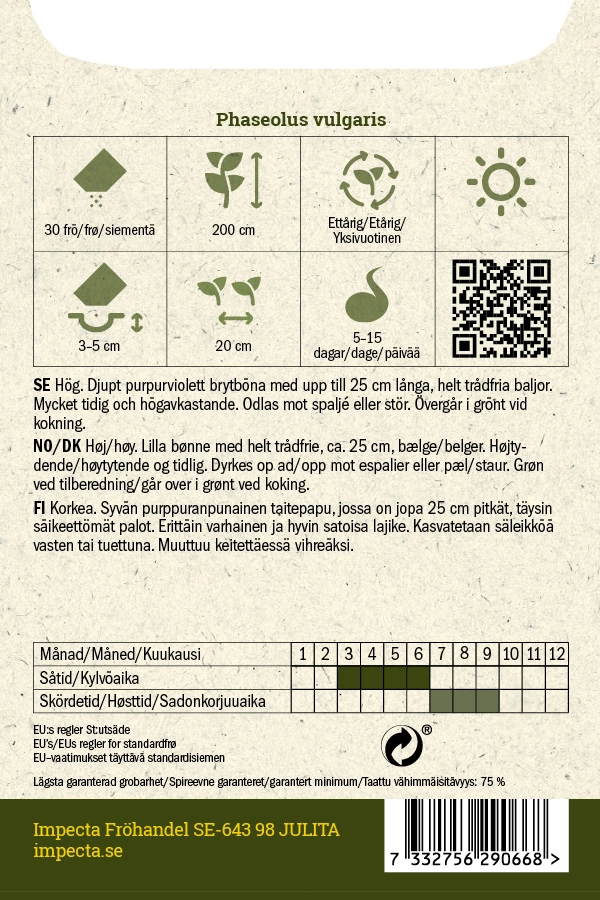 Phaseolus vulgaris
30 frö/frø/siementä
200 cm
Ettårig/Etårig/
Yksivuotinen
3–5 cm
20 cm
5–15
dagar/dage/päivää
SE Hög. Djupt purpurviolett brytböna med upp till 25 cm långa, helt trådfria baljor.
Mycket tidig och högavkastande. Odlas mot spaljé eller stör. Övergår i grönt vid
kokning.
NO/DK Høj/høy. Lilla bønne med helt trådfrie, ca. 25 cm, bælge/belger. Højty-
dende/høytytende og tidlig. Dyrkes op ad/opp mot espalier eller pæl/staur. Grøn
ved tilberedning/går over i grønt ved koking.
FI Korkea. Syvän purppuranpunainen taitepapu, jossa on jopa 25 cm pitkät, täysin
säikeettömät palot. Erittäin varhainen ja hyvin satoisa lajike. Kasvatetaan säleikköä
vasten tai tuettuna. Muuttuu keitettäessä vihreäksi.
Månad/Måned/Kuukausi 1 2 3 4 5 6 7 8 9 10 11 12
Såtid/Kylvöaika
Skördetid/Høsttid/Sadonkorjuuaika
EU:s regler St:utsäde
EU's/EUs regler for standardfrø
EU-vaatimukset täyttävä standardisiemen
®
Lägsta garanterad grobarhet/Spireevne garanteret/garantert minimum/Taattu vähimmäisitävyys: 75 %
Impecta Fröhandel SE-643 98 JULITA
impecta.se
7 332756 290668 >